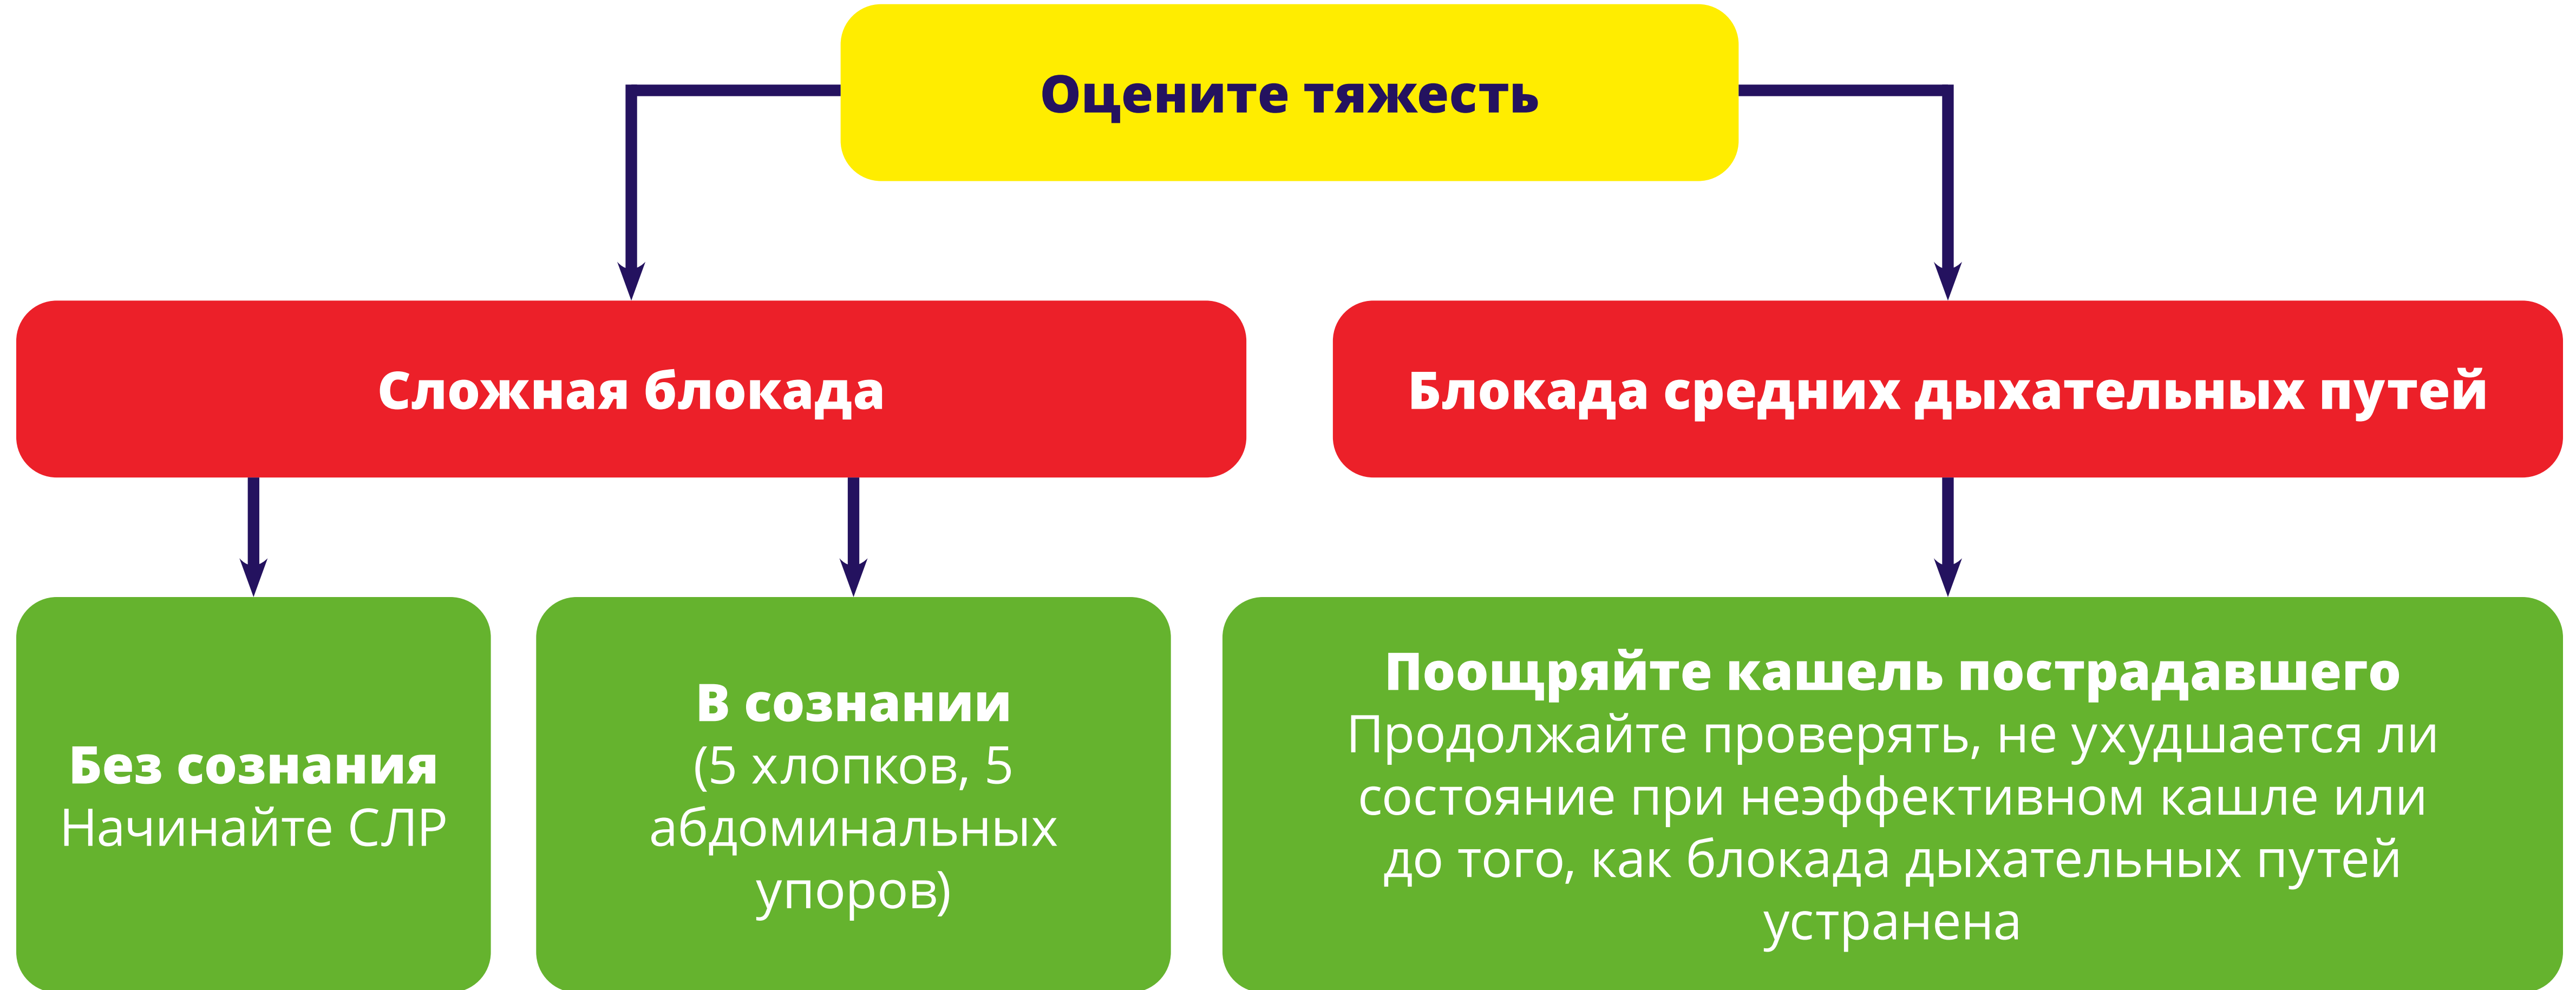 Оцените тяжесть
Сложная блокада
Блокада средних дыхательных путей
Без сознания
Начинайте СЛР
В сознании
(5 хлопков, 5
абдоминальных
упоров)
Поощряйте кашель пострадавшего
Продолжайте проверять, не ухудшается ли
состояние при неэффективном кашле или
до того, как блокада дыхательных путей
устранена